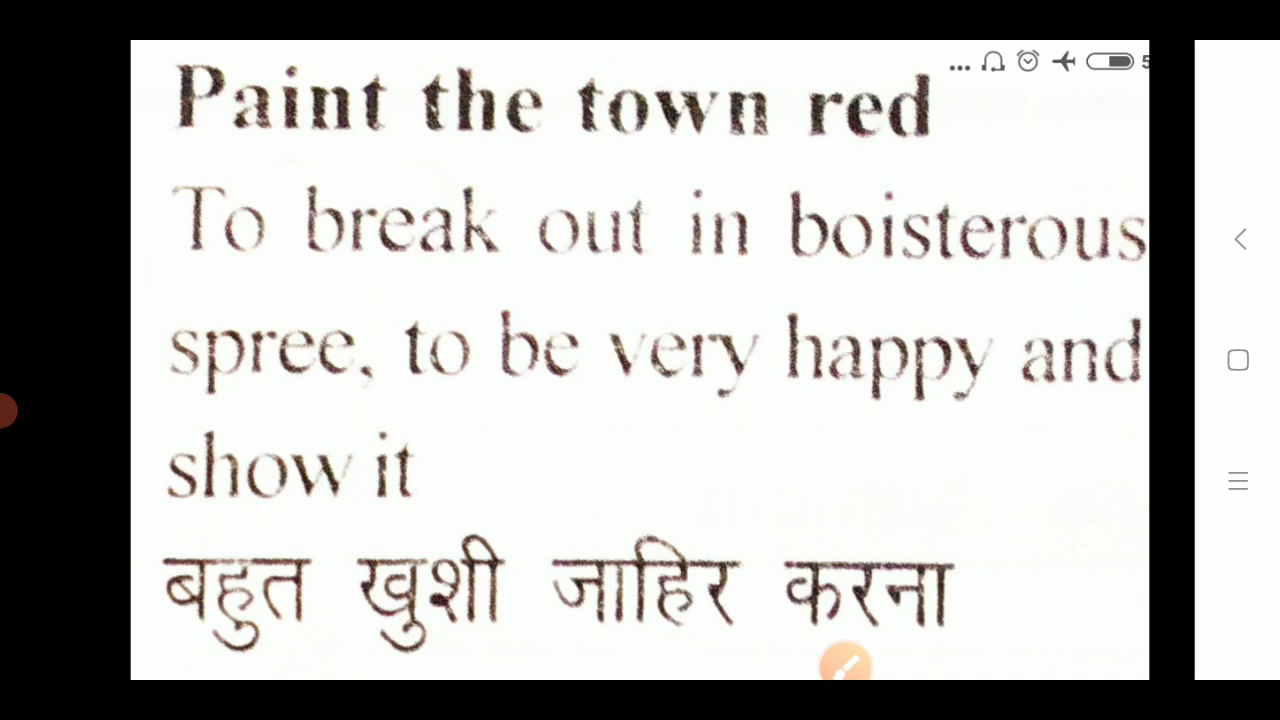 Paint the town red
To break out in boisterous
spree, to be very happy and
show it
बहुत खुशी जाहिर करना